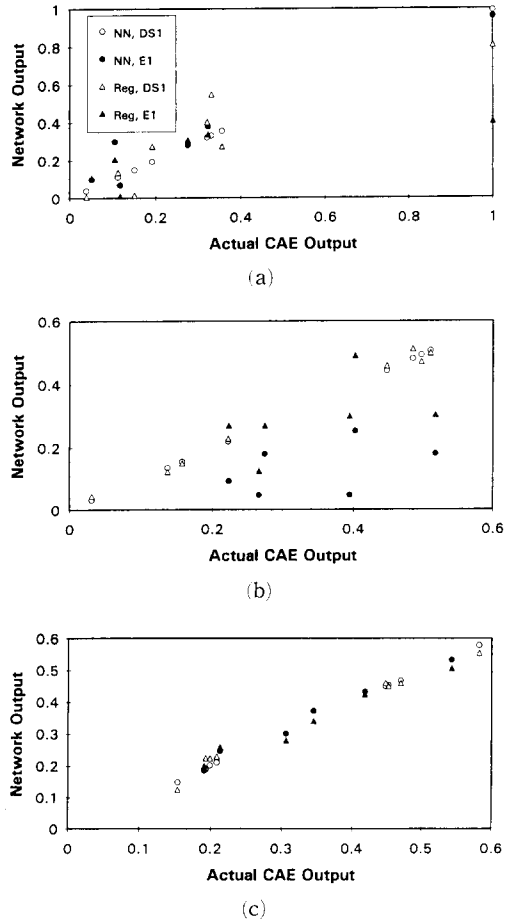 1
0.8
0.6
0.4
0.2
0
Network Output
NN, DS1
NN, E1
Reg, DS1
Reg, E1
0 0.2 0.4 0.6 0.8 1
Actual CAE Output
(a)
0.6
0.4
0.2
0
Network Output
0 0.2 0.4 0.6
Actual CAE Output
(b)
0.6
0.5
0.4
0.3
0.2
0.1
0
Network Output
0 0.1 0.2 0.3 0.4 0.5 0.6
Actual CAE Output
(c)